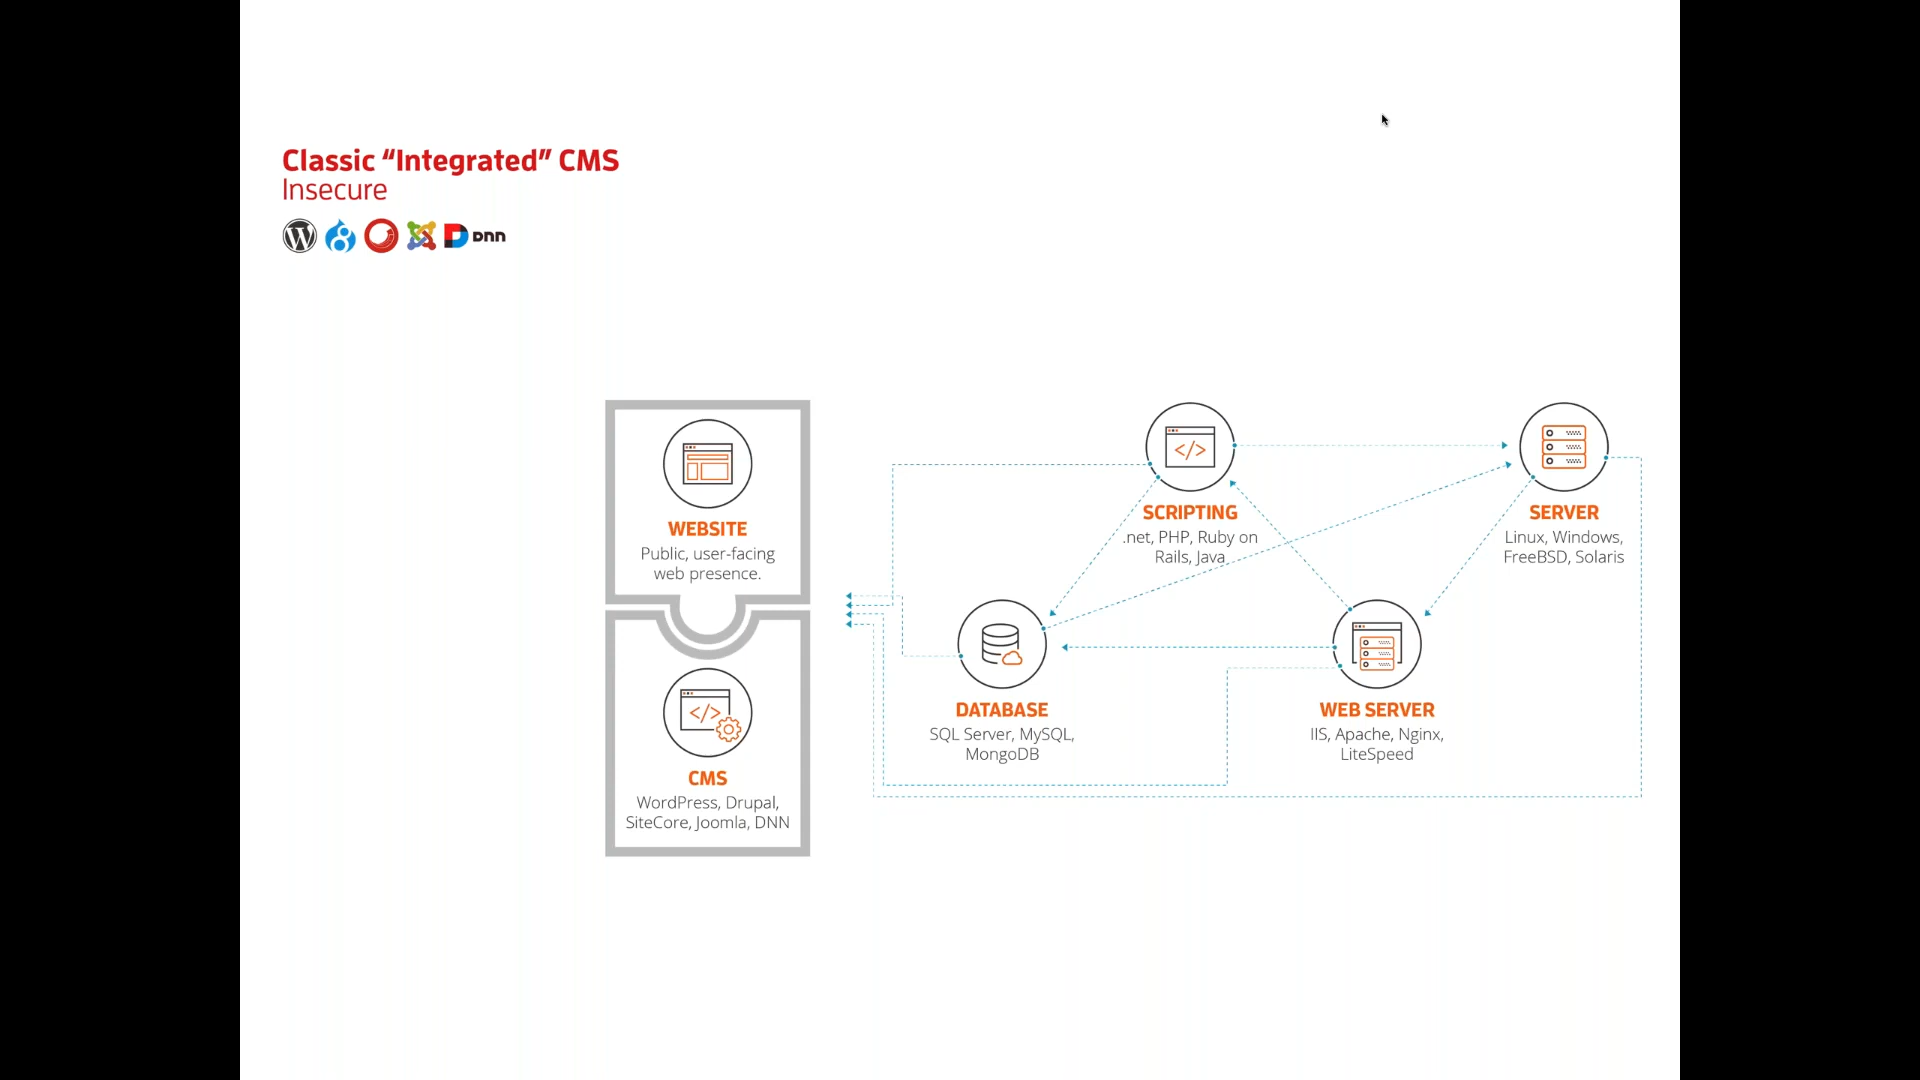 Classic “Integrated” CMS
Insecure
DNN
WEBSITE
Public, user-facing
web presence.
CMS
WordPress, Drupal,
SiteCore, Joomla, DNN
SCRIPTING
.net, PHP, Ruby on
Rails, Java
SERVER
Linux, Windows,
FreeBSD, Solaris
DATABASE
SQL Server, MySQL,
MongoDB
WEB SERVER
IIS, Apache, Nginx,
LiteSpeed